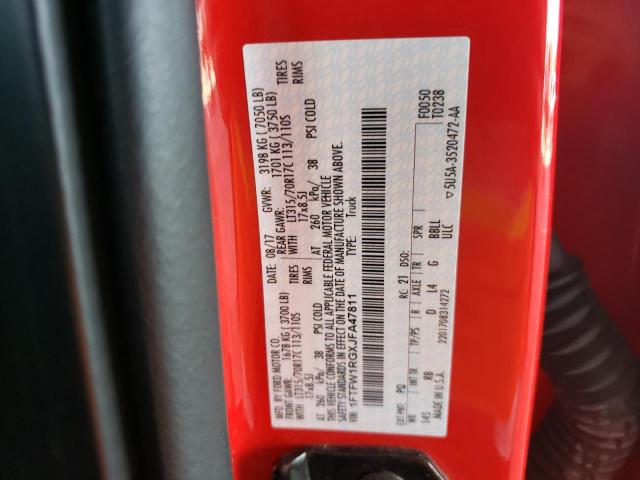 MFD. BY FORD MOTOR CO.
DATE: 08/17 GVWR: 3198 KG ( 7050 LB)
FRONT GAWR: 1678 KG ( 3700 LB) REAR GAWR: 1701 KG ( 3750 LB)
WITH LT315/70R17C 113/110S TIRES WITH LT315/70R17C 113/110S TIRES
17x8.5J RIMS 17x8.5J RIMS
AT 260 kPa/ 38 PSI COLD AT 260 kPa/ 38 PSI COLD
THIS VEHICLE CONFORMS TO ALL APPLICABLE FEDERAL MOTOR VEHICLE
SAFETY STANDARDS IN EFFECT ON THE DATE OF MANUFACTURE SHOWN ABOVE.
VIN: 1FTFW1RGXJFA47811 TYPE: Truck
F0050
T0238
EXT PNT: PQ RC: 21 DSO:
WB INT TR TP/PS R AXLE TR SPR
145 RB D L4 G BBLL
ULC
MADE IN U.S.A. 2201708314272
▽5U5A-3520472-AA